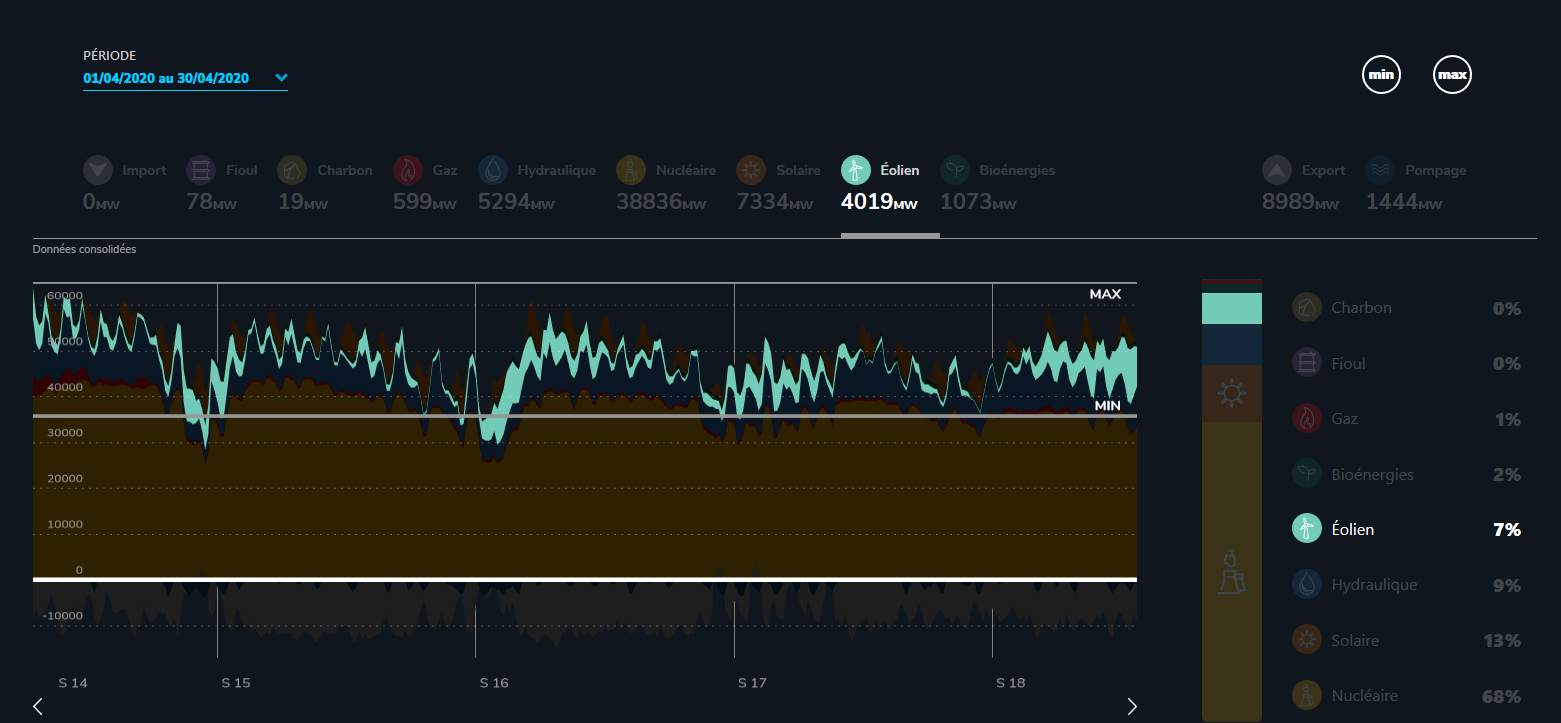 PÉRIODE
01/04/2020 au 30/04/2020
min
max
Import
0MW
Fioul
78MW
Charbon
19MW
Gaz
599MW
Hydraulique
5294MW
Nucléaire
38836MW
Solaire
7334MW
Éolien
4019MW
Bioénergies
1073MW
Export
8989MW
Pompage
1444MW
Données consolidées
60000
50000
40000
30000
20000
10000
0
-10000
MAX
MIN
S 14
S 15
S 16
S 17
S 18
Charbon 0%
Fioul 0%
Gaz 1%
Bioénergies 2%
Éolien 7%
Hydraulique 9%
Solaire 13%
Nucléaire 68%